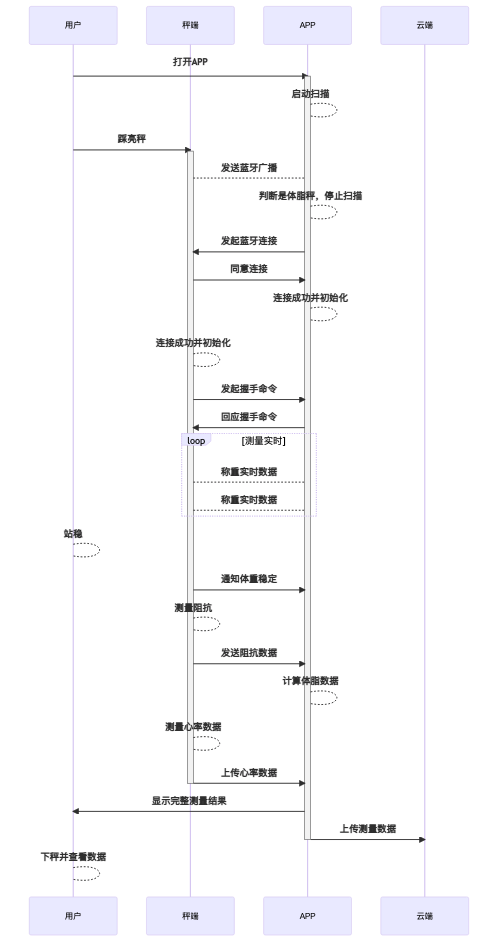 用户
秤端
APP
云端
打开APP
启动扫描
踩亮秤
发送蓝牙广播
判断是体脂秤，停止扫描
发起蓝牙连接
同意连接
连接成功并初始化
连接成功并初始化
发起握手命令
回应握手命令
loop
[测量实时]
称重实时数据
称重实时数据
站稳
通知体重稳定
测量阻抗
发送阻抗数据
计算体脂数据
测量心率数据
上传心率数据
显示完整测量结果
上传测量数据
下秤并查看数据
用户
秤端
APP
云端